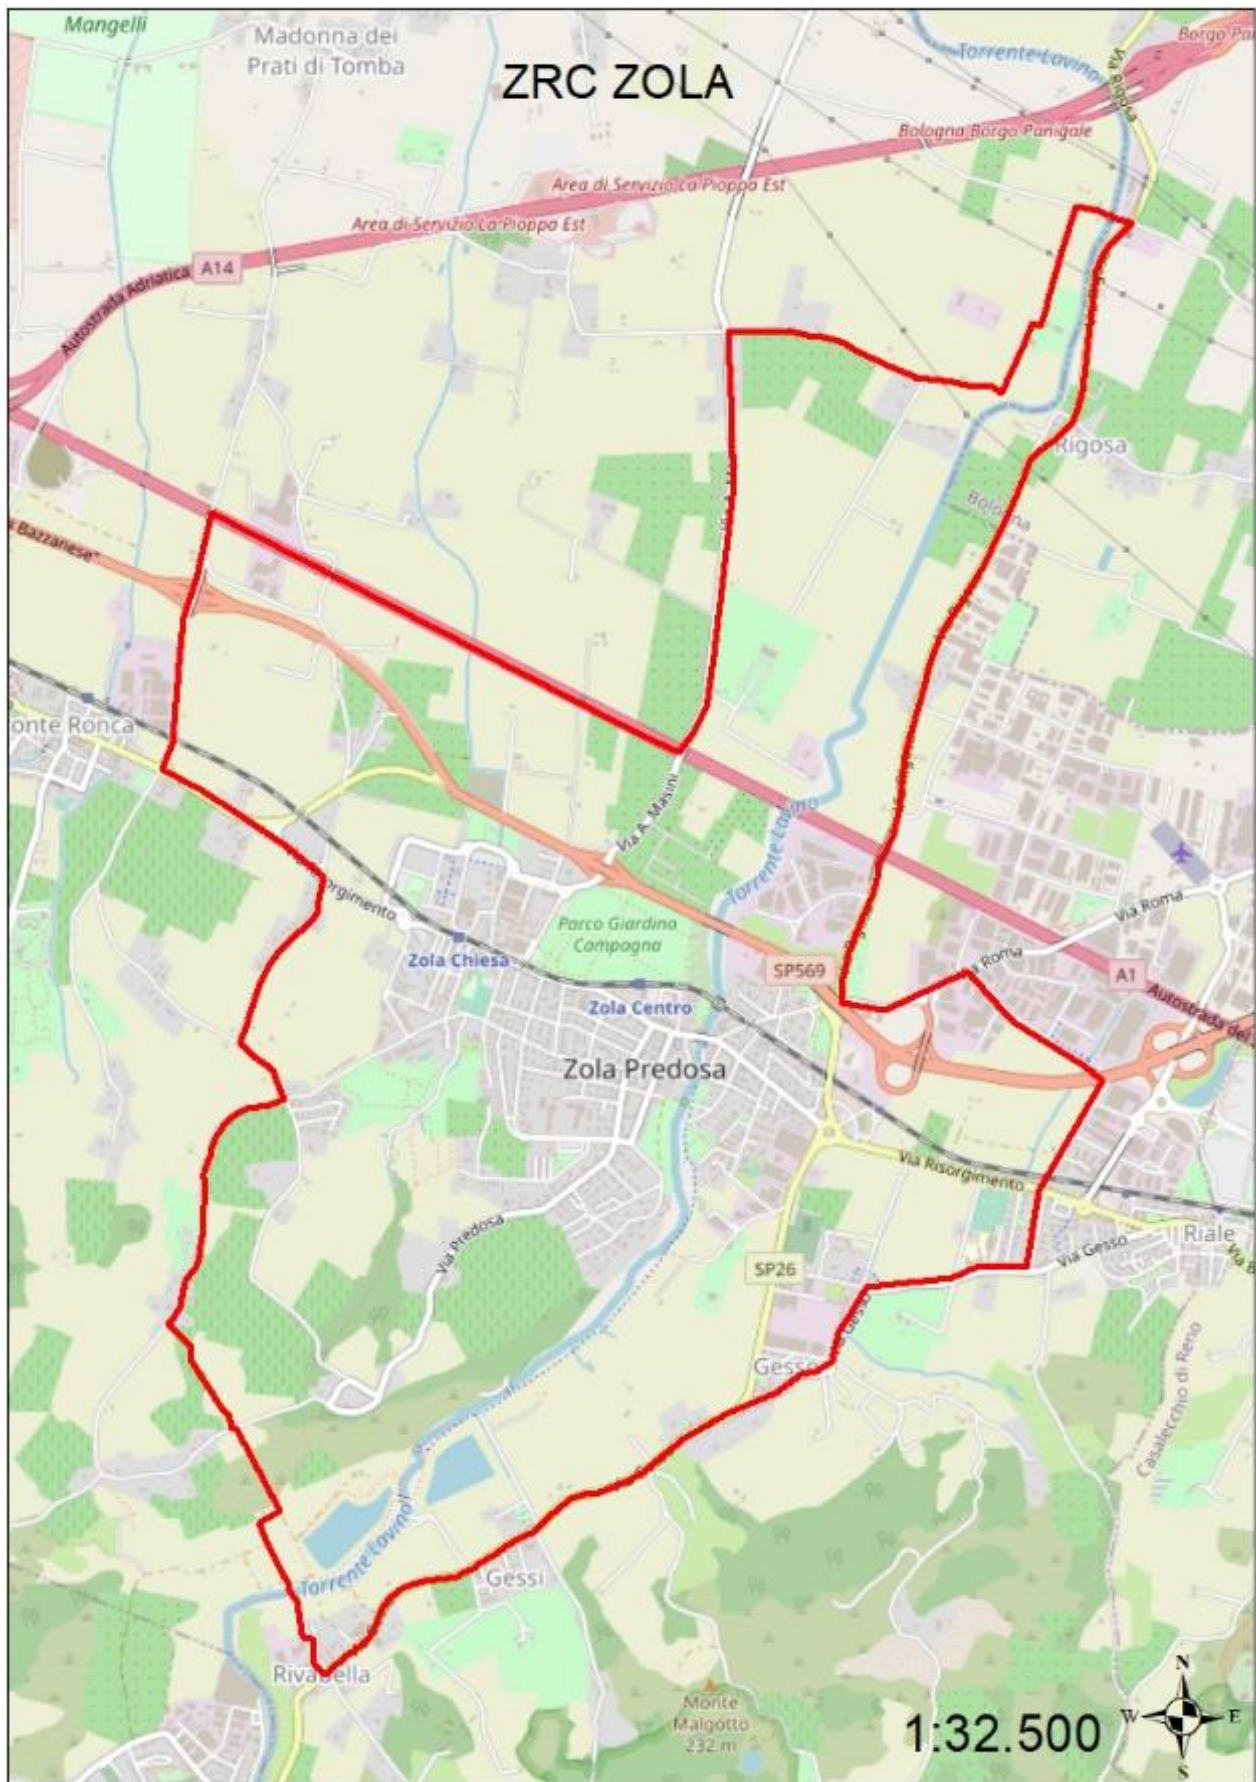 Mangelli
Madonna dei
Prati di Tomba
ZRC ZOLA
Torrente Lavino
Via Rigosa
Bologna Borgo Panigale
Area di Servizio La Pioppa Est
Area di Servizio La Pioppa Est
A14
Autostrada Adriatica
Rigosa
Bologna
Bazzanese"
onte Ronca
Via A. Masini
Torrente Lavino
Parco Giardino
Campagna
Via Roma
Roma
Zola Chiesa
SP569
A1
Autostrada del
Zola Centro
Zola Predosa
Via Risorgimento
Via Predosa
SP26
Via Gesso
Riale
Gesso
Casalecchio di Reno
Torrente Lavino
Gessi
Rivabella
Monte
Malgotto
232 m
1:32.500
N
W
E
S